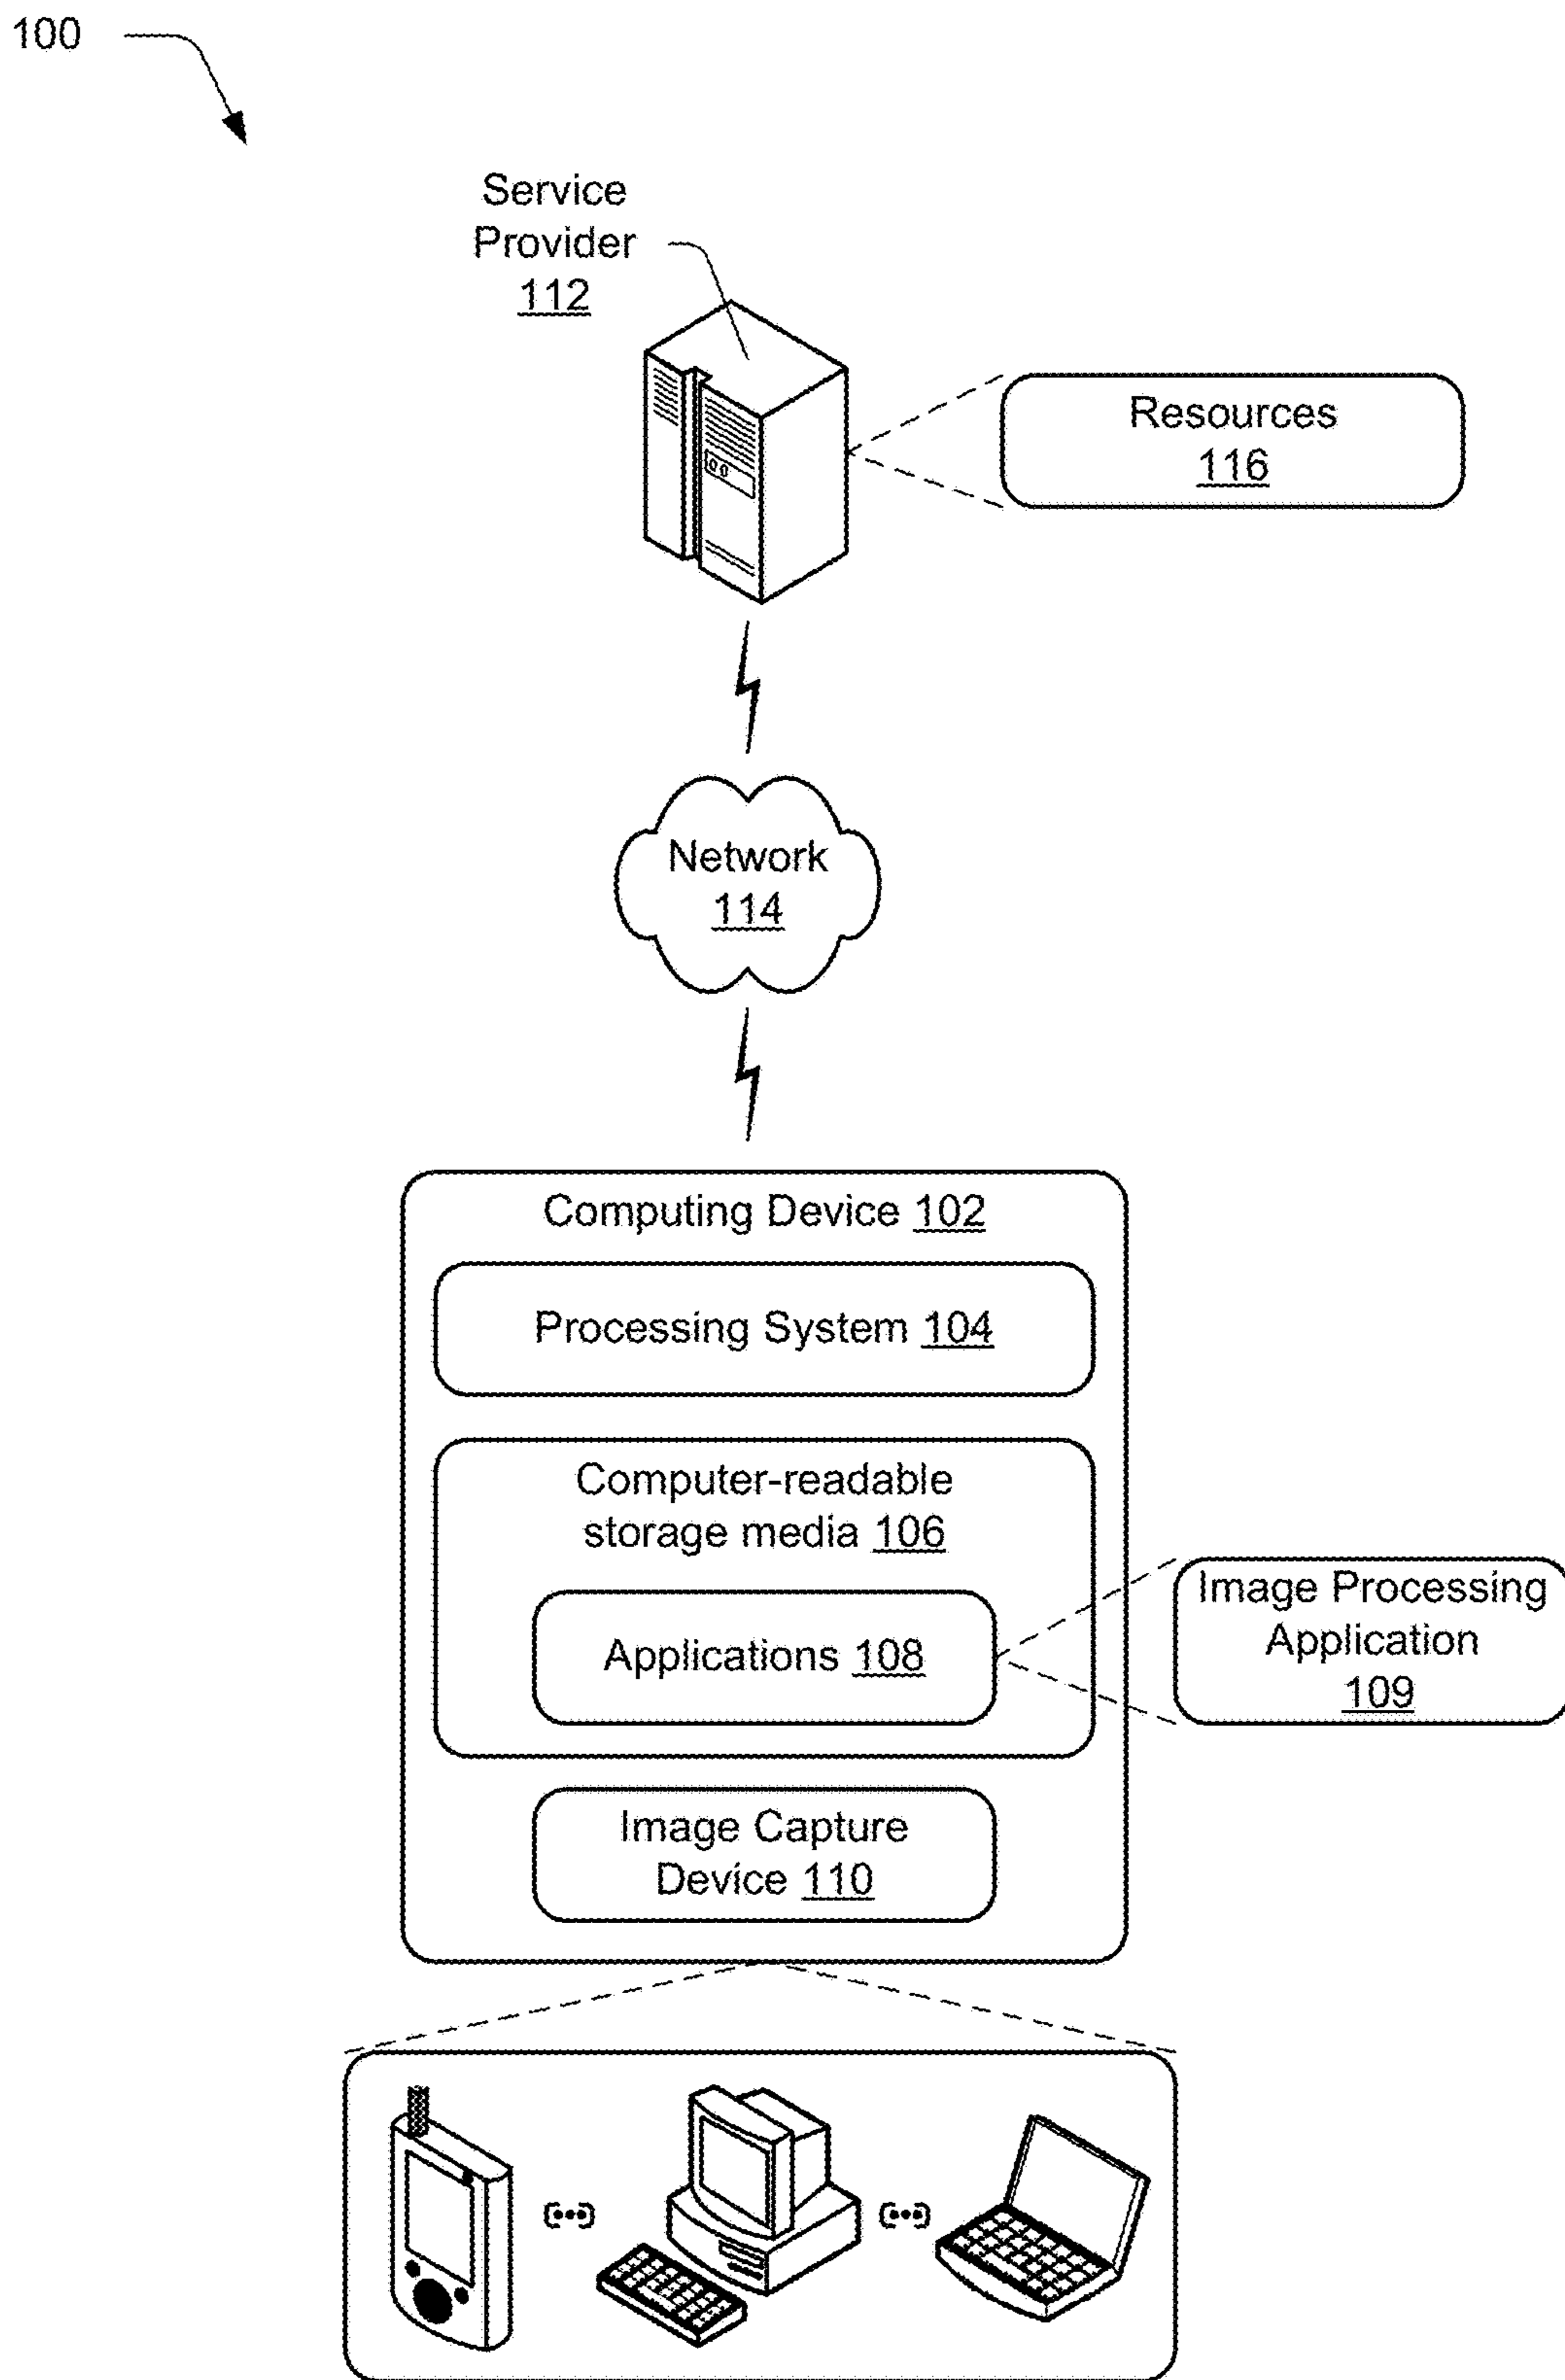 100
Service
Provider
112
Resources
116
Network
114
Computing Device 102
Processing System 104
Computer-readable
storage media 106
Applications 108
Image Processing
Application
109
Image Capture
Device 110